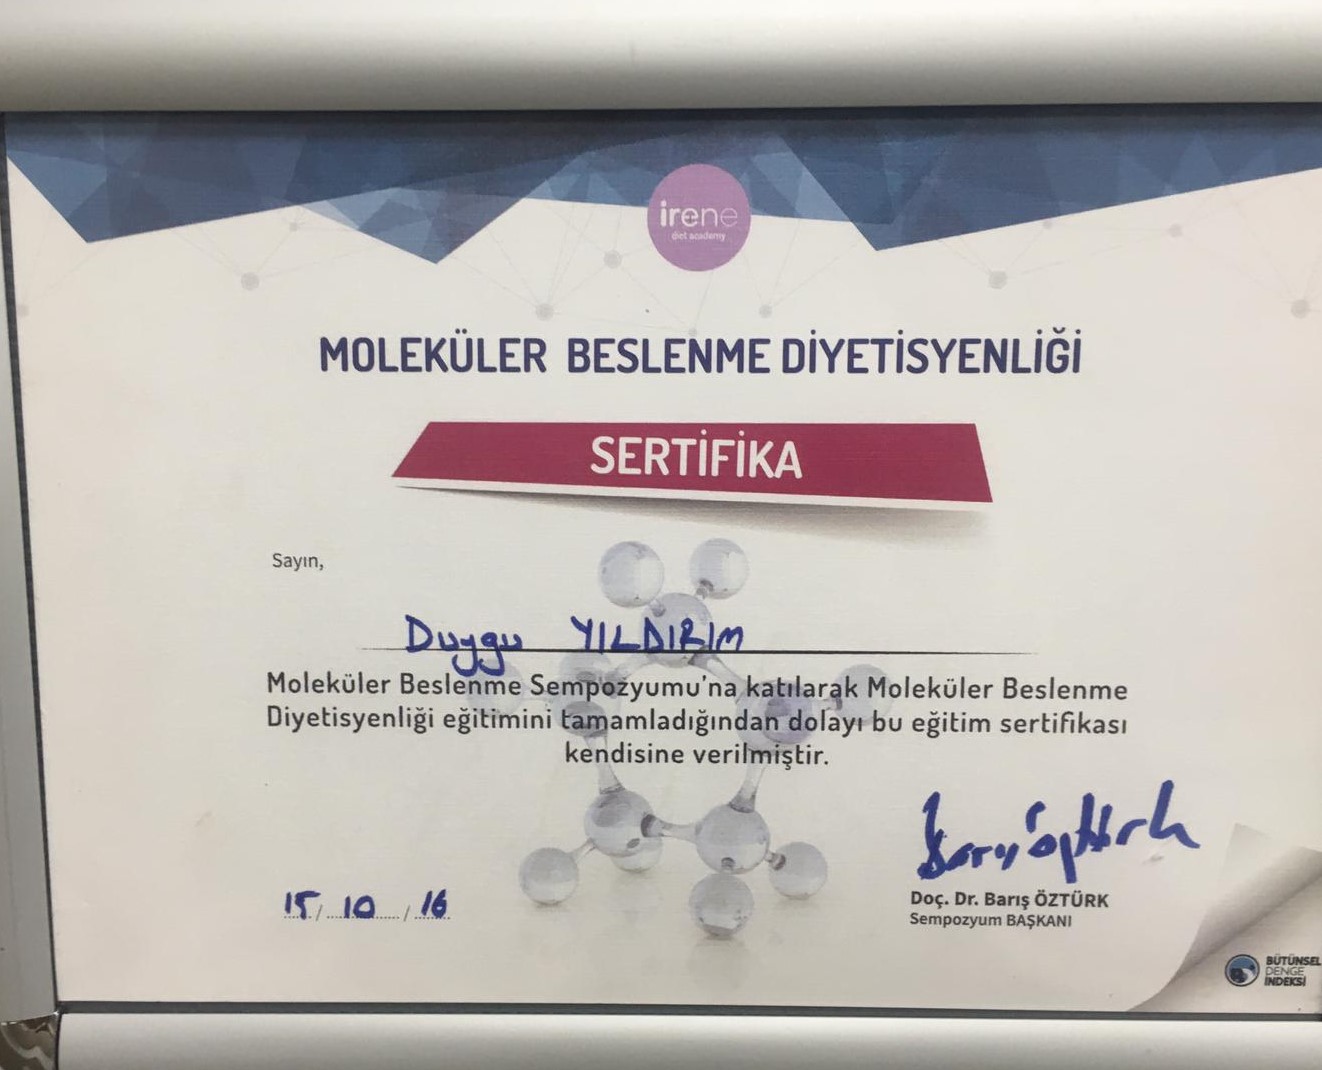 irene
diet academy
MOLEKÜLER BESLENME DİYETİSYENLİĞİ
SERTİFİKA
Sayın,
Duygu YILDIRIM
Moleküler Beslenme Sempozyumu'na katılarak Moleküler Beslenme
Diyetisyenliği eğitimini tamamladığından dolayı bu eğitim sertifikası
kendisine verilmiştir.
Barış Öztürk
15/10/16
Doç. Dr. Barış ÖZTÜRK
Sempozyum BAŞKANI
BÜTÜNSEL
DENGE
İNDEKSİ